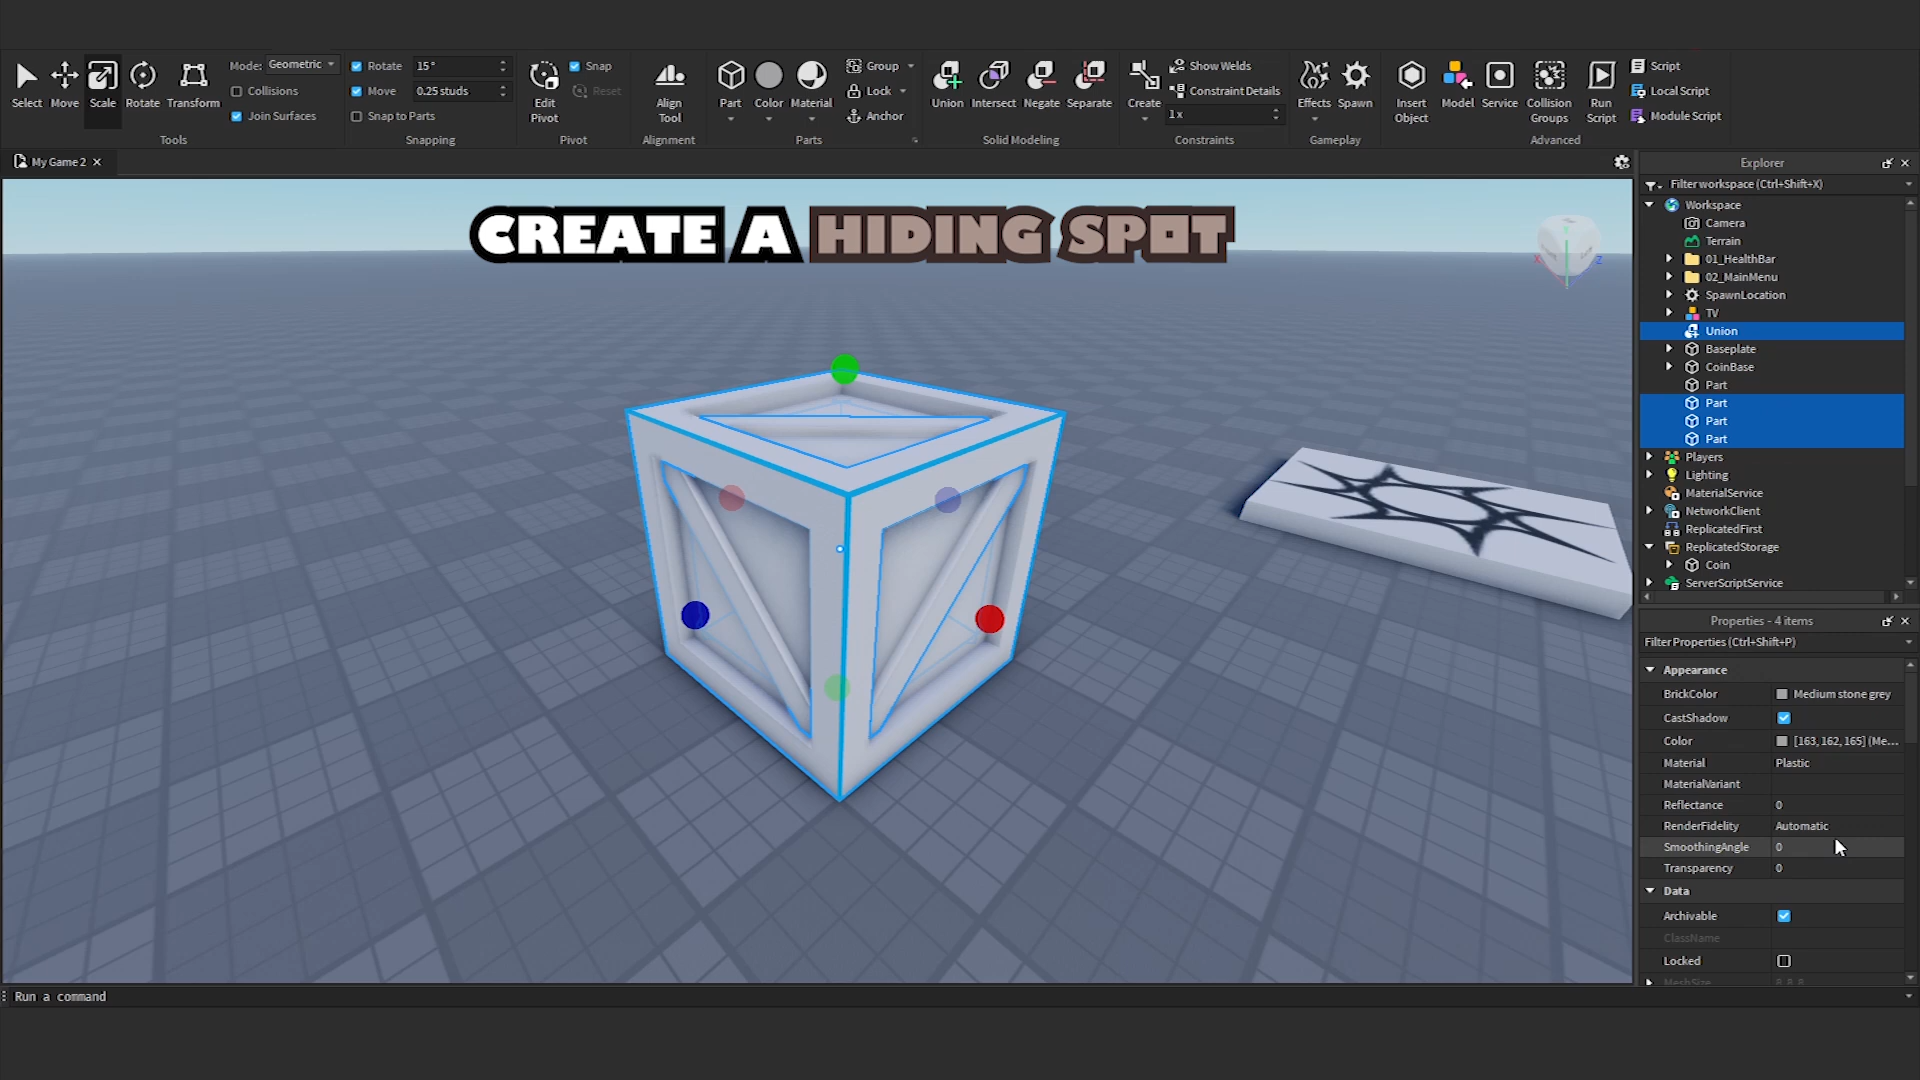 Select
Move
Scale
Rotate
Transform
Mode: Geometric
Collisions
Join Surfaces
Tools
Rotate 15°
Move 0.25 studs
Snap to Parts
Snapping
Edit
Pivot
Snap
Reset
Pivot
Align
Tool
Alignment
Part
Color
Material
Group
Lock
Anchor
Parts
Union
Intersect
Negate
Separate
Solid Modeling
Create
Show Welds
Constraint Details
1x
Constraints
Effects
Spawn
Gameplay
Insert
Object
Model
Service
Collision
Groups
Run
Script
Script
Local Script
Module Script
Advanced
My Game 2
CREATE A HIDING SPOT
X
Z
Explorer
Filter workspace (Ctrl+Shift+X)
Workspace
Camera
Terrain
01_HealthBar
02_MainMenu
SpawnLocation
TV
Union
Baseplate
CoinBase
Part
Part
Part
Part
Players
Lighting
MaterialService
NetworkClient
ReplicatedFirst
ReplicatedStorage
Coin
ServerScriptService
Properties - 4 items
Filter Properties (Ctrl+Shift+P)
Appearance
BrickColor Medium stone grey
CastShadow
Color [163, 162, 165] (Me...
Material Plastic
MaterialVariant
Reflectance 0
RenderFidelity Automatic
SmoothingAngle 0
Transparency 0
Data
Archivable
ClassName
Locked
MeshSize
Run a command